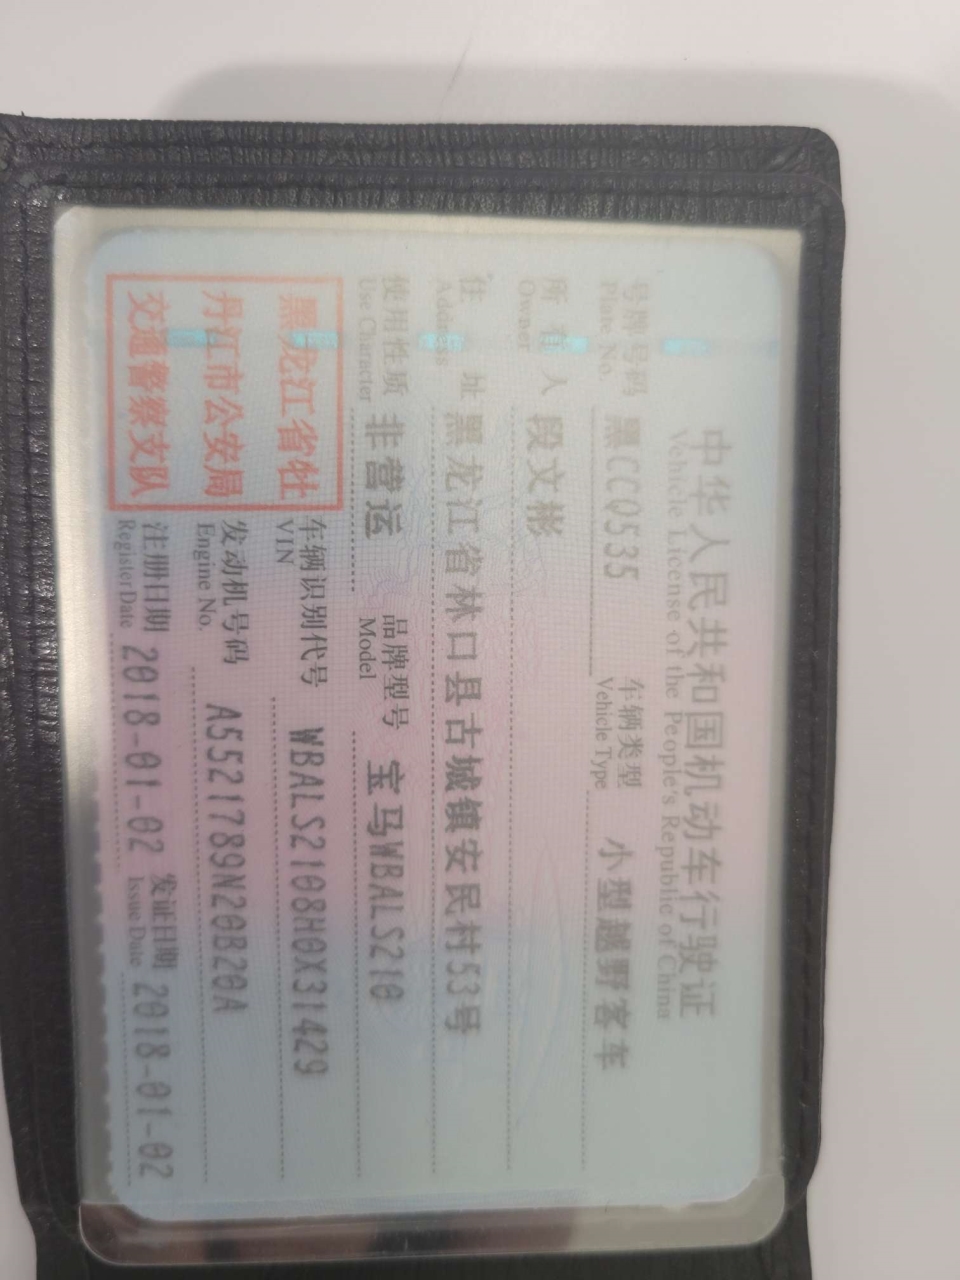 中华人民共和国机动车行驶证
Vehicle License of the People's Republic of China
号牌号码 黑CCQ535 车辆类型 小型越野客车
Plate No. Vehicle Type
所有人 段文彬
Owner
住址 黑龙江省林口县古城镇安民村53号
Address
使用性质 非营运 品牌型号 宝马WBALS210
Use Character Model
黑龙江省牡
丹江市公安局
交通警察支队
车辆识别代号 WBALS2108H0X31429
VIN
发动机号码 A5521789N20B20A
Engine No.
注册日期 2018-01-02 发证日期 2018-01-02
Register Date Issue Date